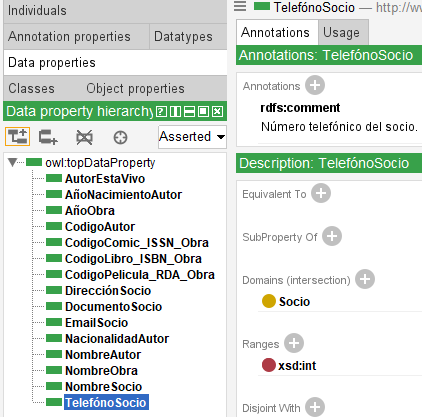 Individuals
Annotation properties Datatypes
Data properties
Classes Object properties
Data property hierarchy
Asserted
owl:topDataProperty
AutorEstaVivo
AñoNacimientoAutor
AñoObra
CodigoAutor
CodigoComic_ISSN_Obra
CodigoLibro_ISBN_Obra
CodigoPelicula_RDA_Obra
DirecciónSocio
DocumentoSocio
EmailSocio
NacionalidadAutor
NombreAutor
NombreObra
NombreSocio
TelefónoSocio
TelefónoSocio — http://ww
Annotations Usage
Annotations: TelefónoSocio
Annotations
rdfs:comment
Número telefónico del socio.
Description: TelefónoSocio
Equivalent To
SubProperty Of
Domains (intersection)
Socio
Ranges
xsd:int
Disjoint With